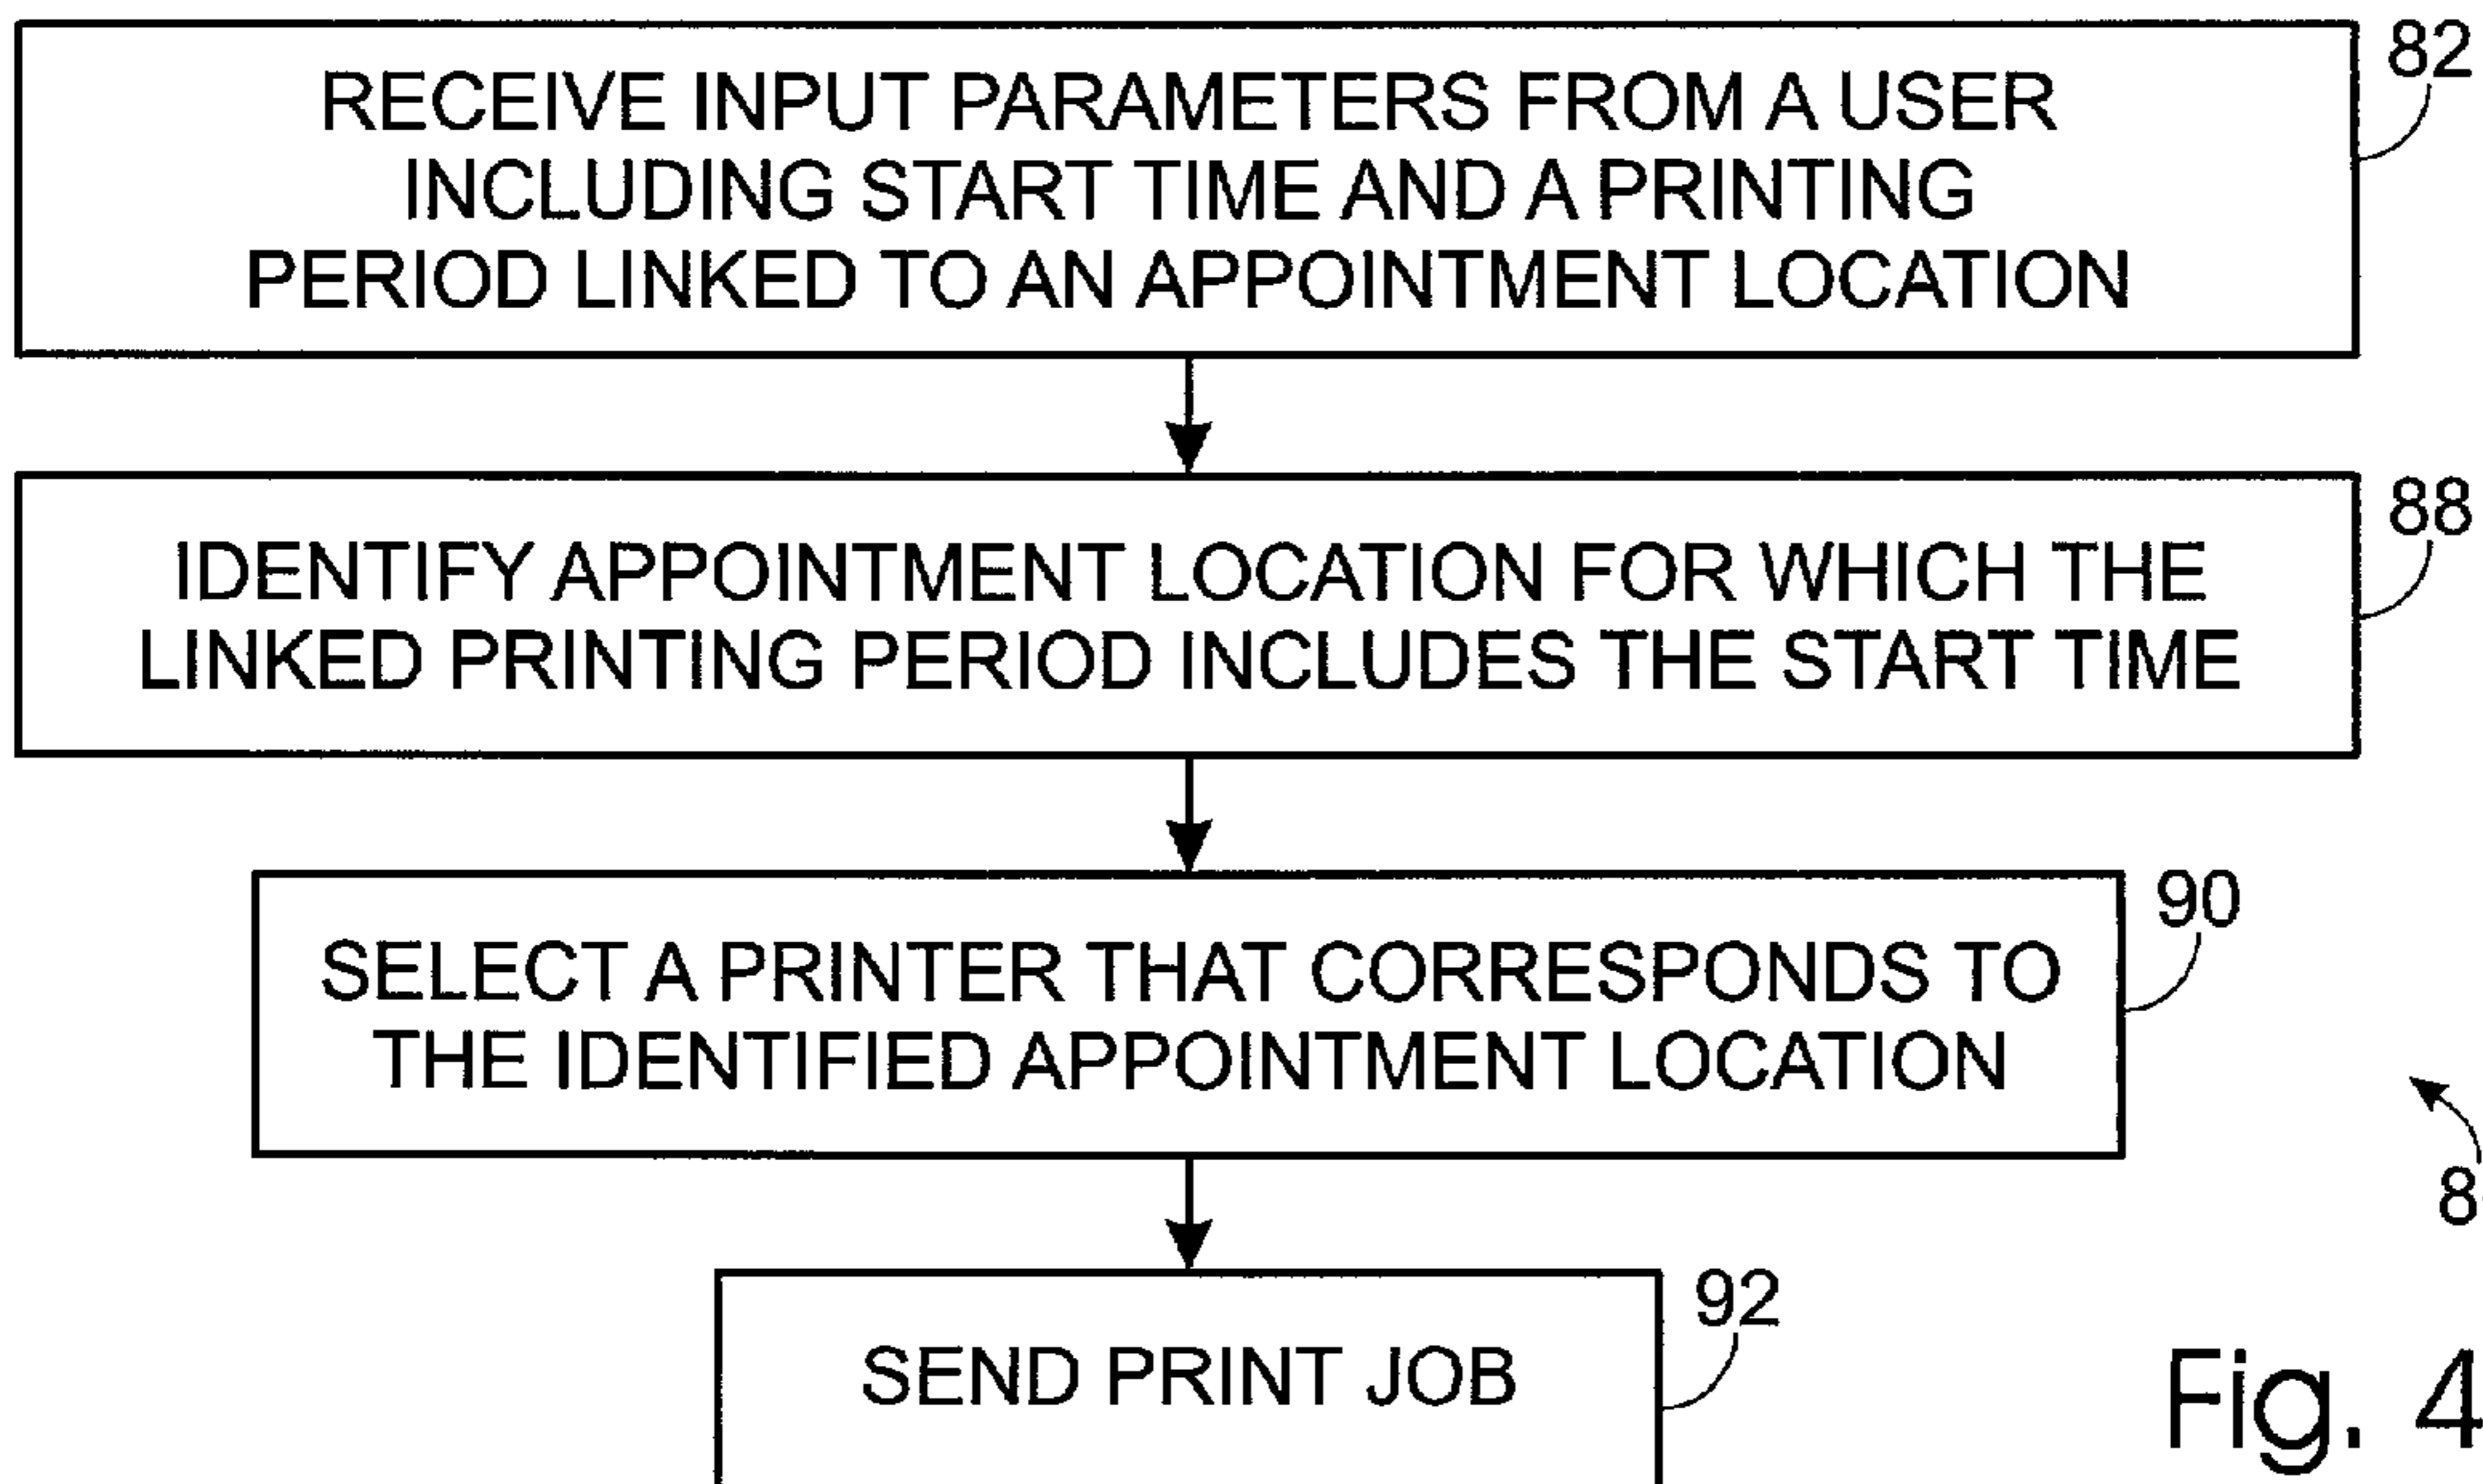 RECEIVE INPUT PARAMETERS FROM A USER
INCLUDING START TIME AND A PRINTING
PERIOD LINKED TO AN APPOINTMENT LOCATION
82
IDENTIFY APPOINTMENT LOCATION FOR WHICH THE
LINKED PRINTING PERIOD INCLUDES THE START TIME
88
SELECT A PRINTER THAT CORRESPONDS TO
THE IDENTIFIED APPOINTMENT LOCATION
90
SEND PRINT JOB
92
Fig. 4